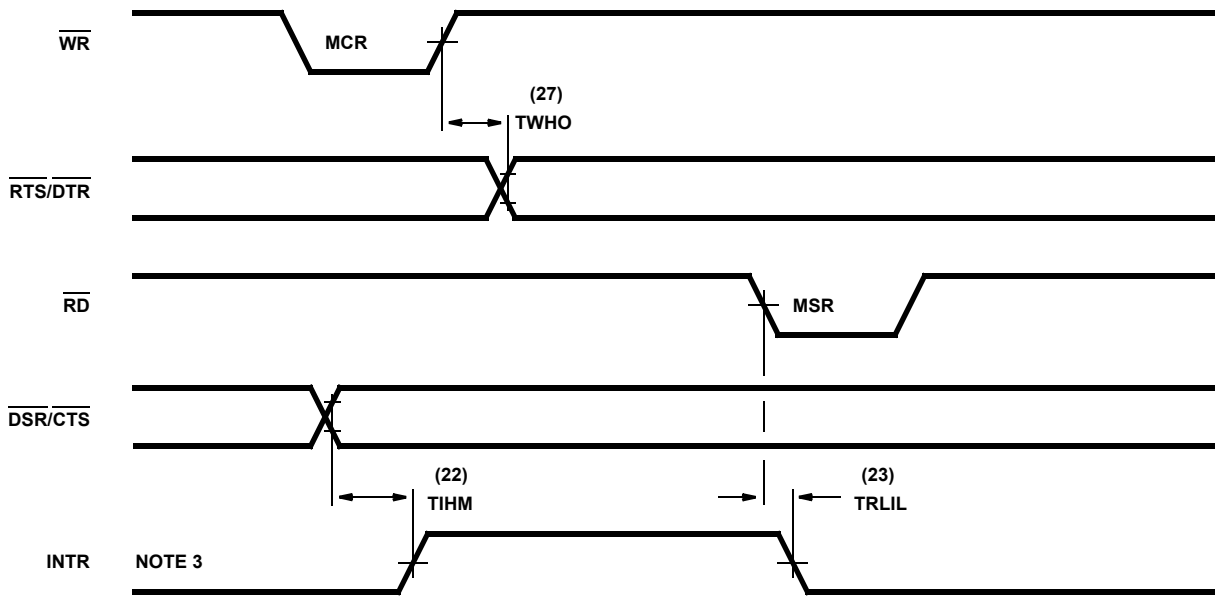 WR
MCR
(27)
TWHO
RTS/DTR
RD
MSR
DSR/CTS
(22)
TIHM
(23)
TRLIL
INTR
NOTE 3